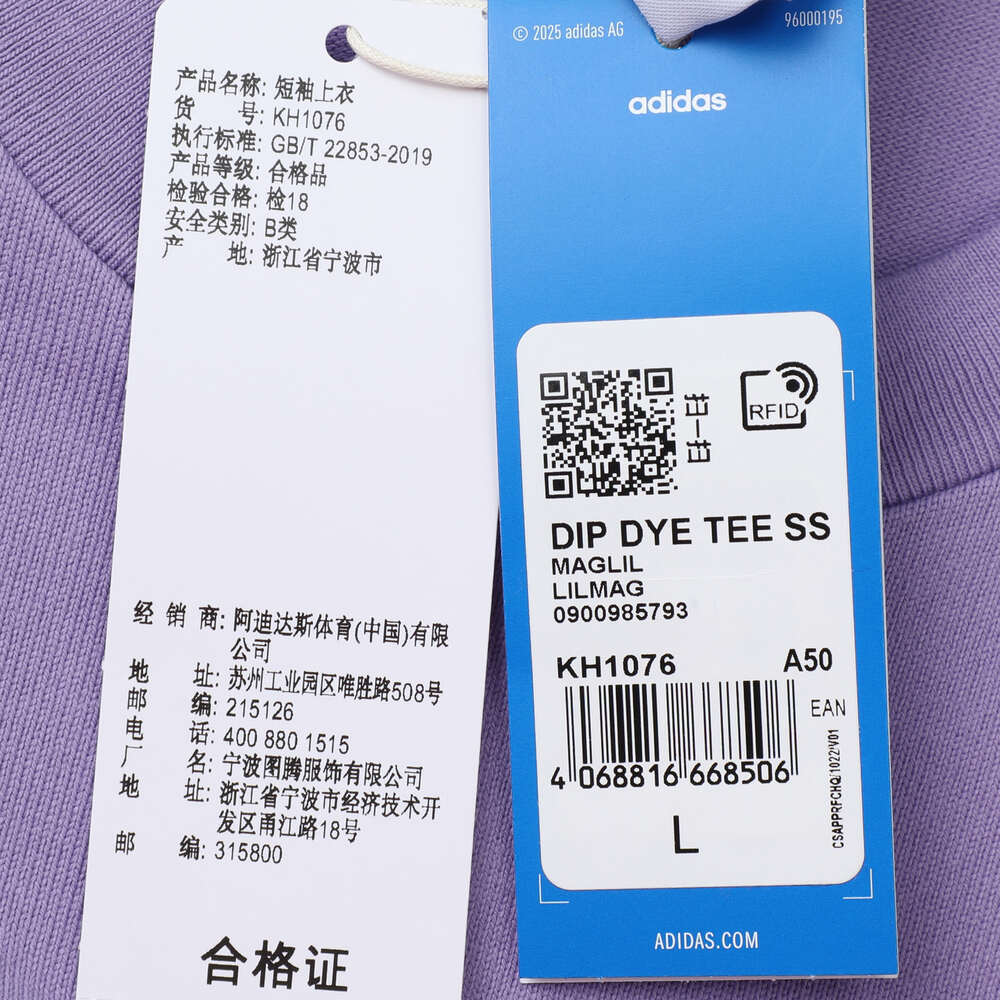 产品名称: 短袖上衣
货 号: KH1076
执行标准: GB/T 22853-2019
产品等级: 合格品
检验合格: 检18
安全类别: B类
产 地: 浙江省宁波市
经 销 商: 阿迪达斯体育(中国)有限
公司
地 址: 苏州工业园区唯胜路508号
邮 编: 215126
电 话: 400 880 1515
厂 名: 宁波图腾服饰有限公司
地 址: 浙江省宁波市经济技术开
发区甬江路18号
邮 编: 315800
合格证
© 2025 adidas AG
96000195
adidas
扫一扫
RFID
DIP DYE TEE SS
MAGLIL
LILMAG
0900985793
KH1076 A50
EAN
4 068816 668506
CSAPPRFCHQ/1022/V01
L
ADIDAS.COM